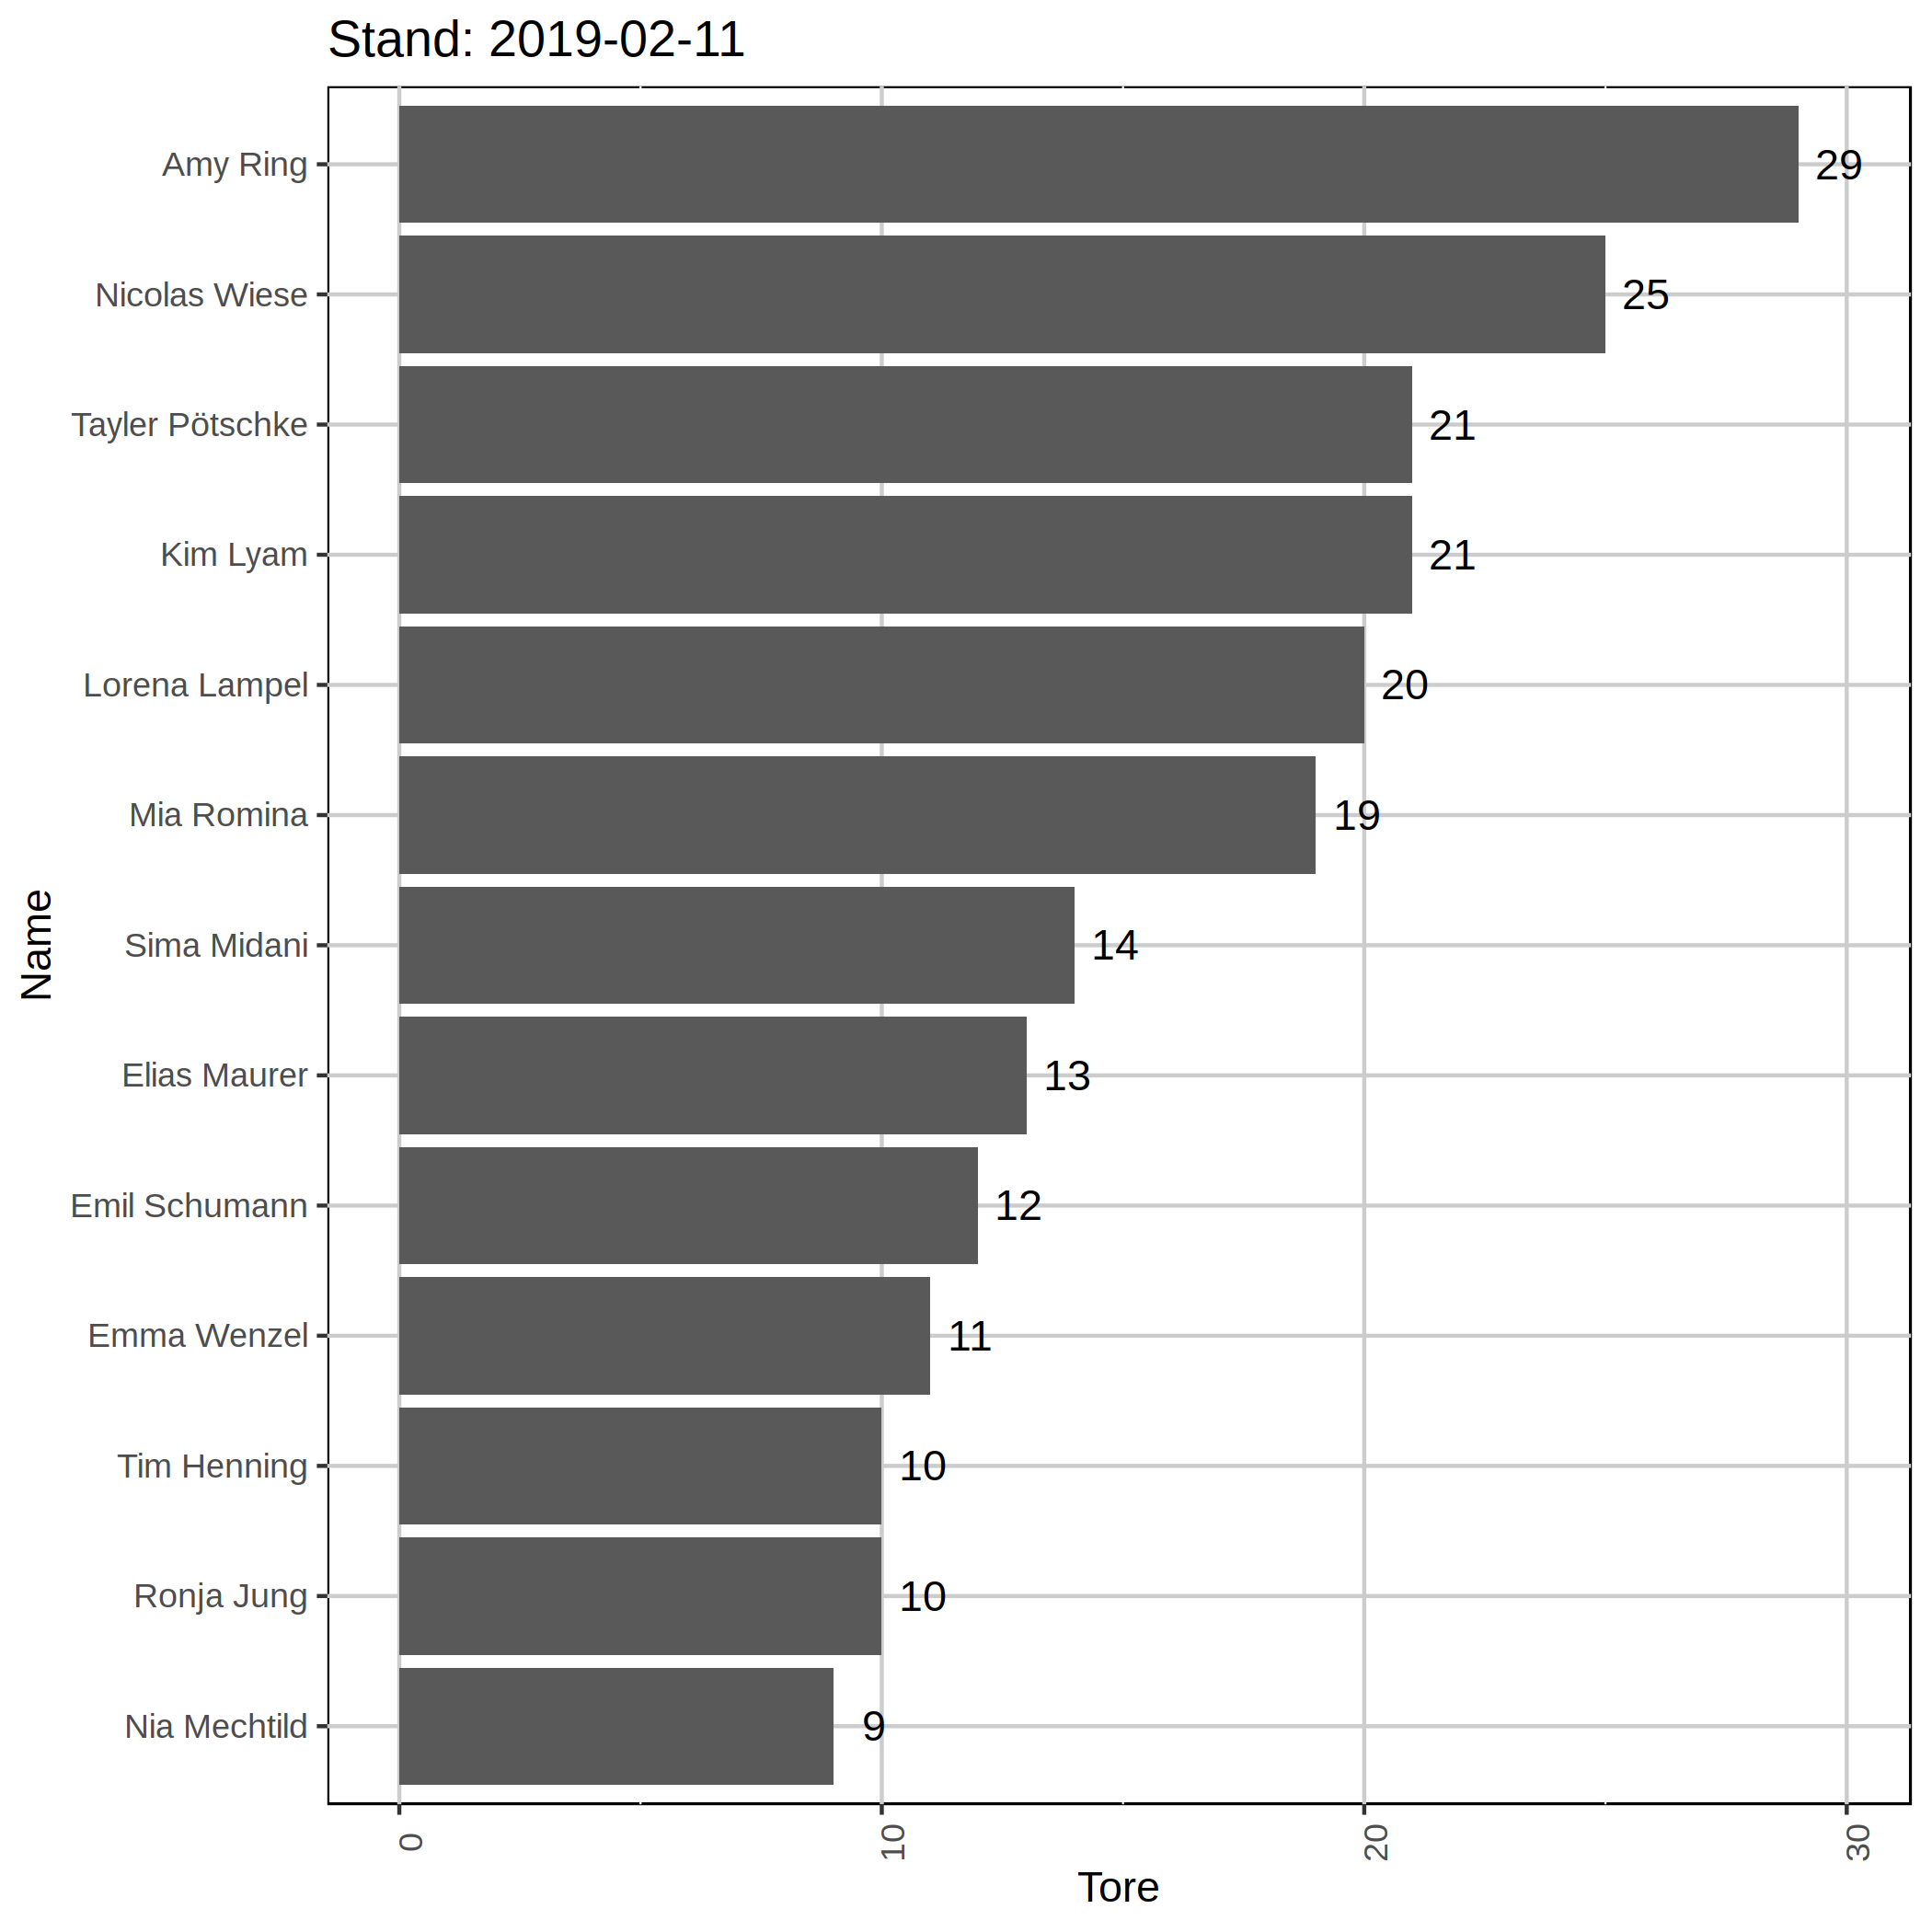 Stand: 2019-02-11
Amy Ring 29
Nicolas Wiese 25
Tayler Pötschke 21
Kim Lyam 21
Lorena Lampel 20
Mia Romina 19
Sima Midani 14
Elias Maurer 13
Emil Schumann 12
Emma Wenzel 11
Tim Henning 10
Ronja Jung 10
Nia Mechtild 9
Name
0 10 20 30
Tore